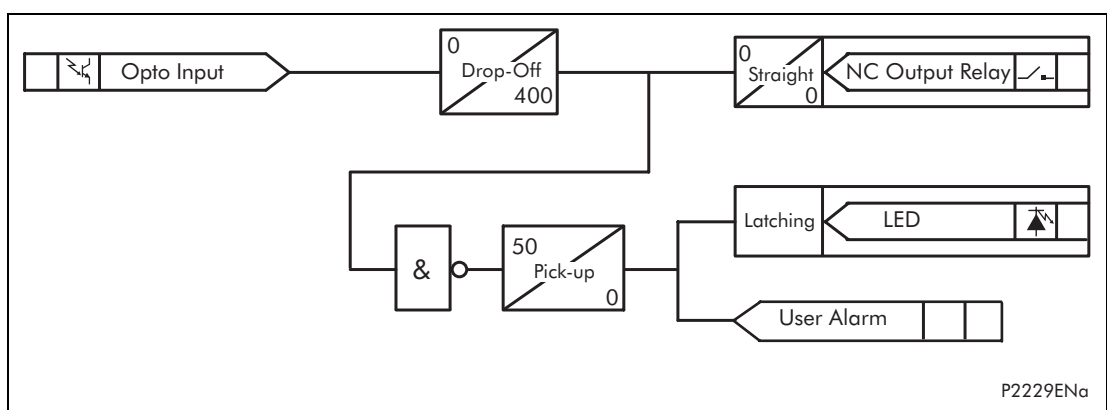 Opto Input
0
Drop-Off
400
0
Straight
0
NC Output Relay
&
50
Pick-up
0
Latching
LED
User Alarm
P2229ENa